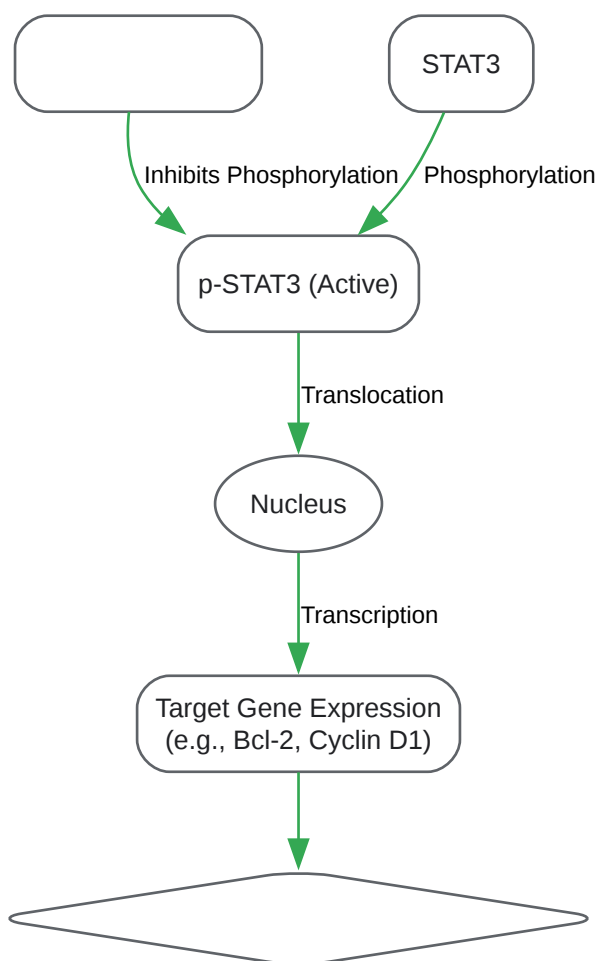 STAT3
Inhibits Phosphorylation
Phosphorylation
p-STAT3 (Active)
Translocation
Nucleus
Transcription
Target Gene Expression
(e.g., Bcl-2, Cyclin D1)